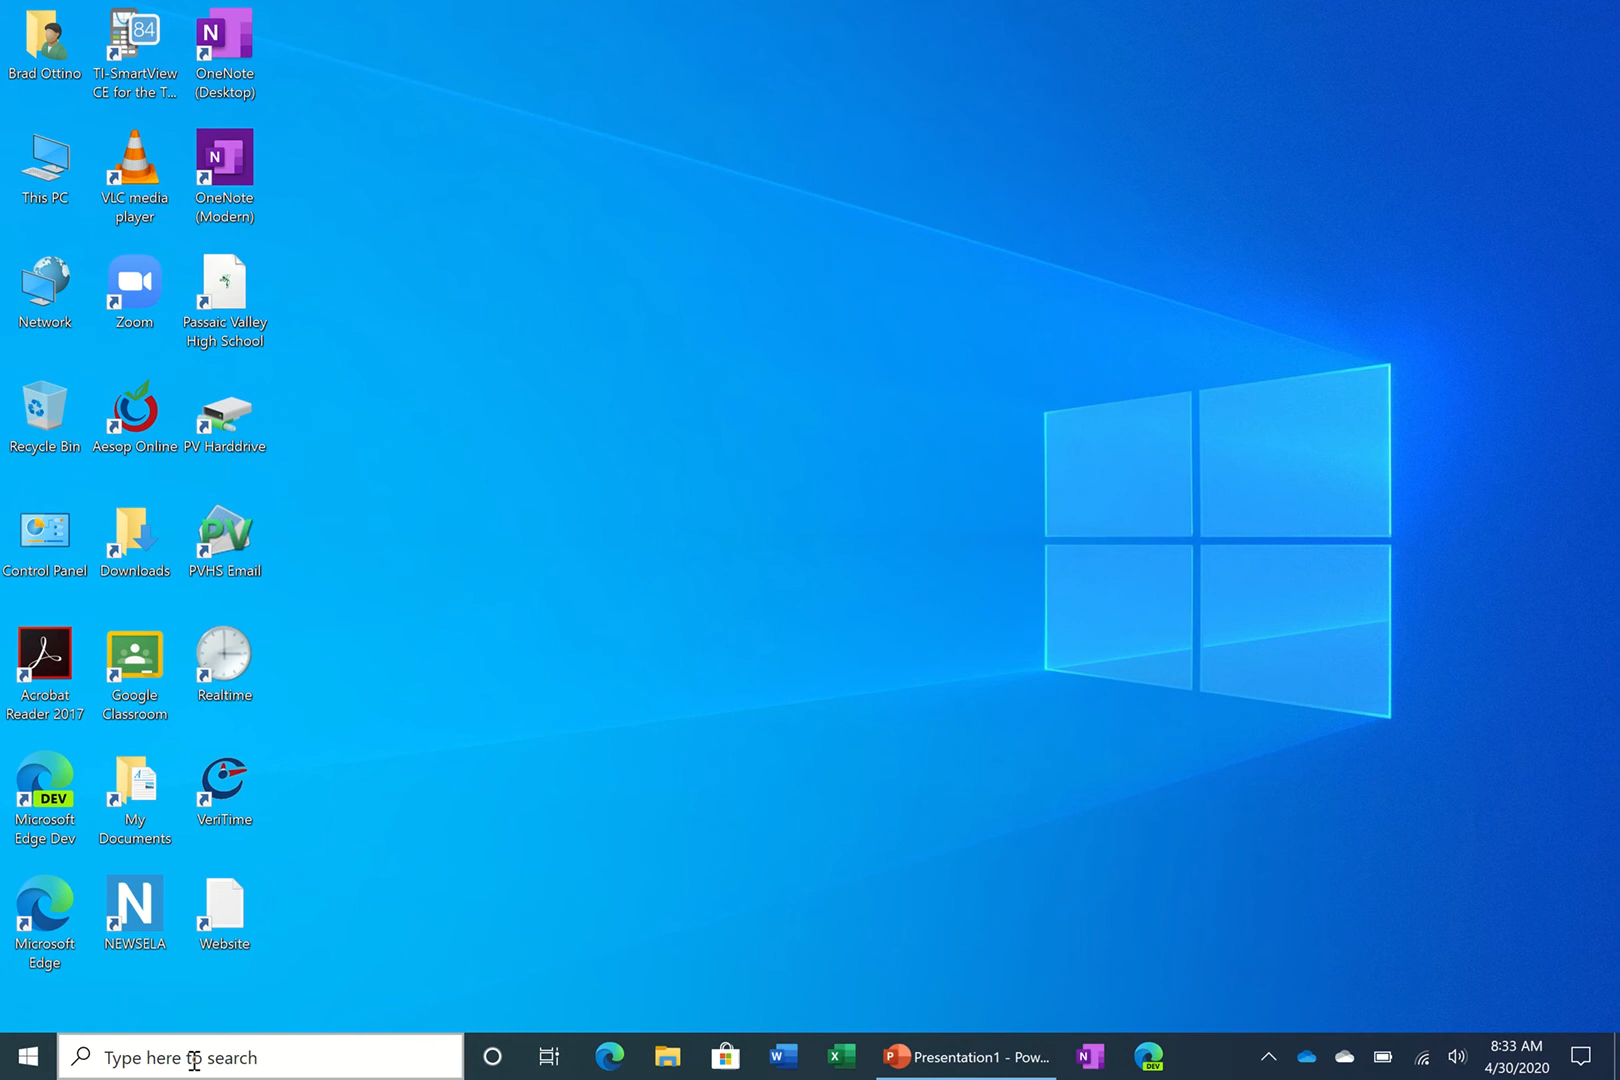 Brad Ottino
84
TI-SmartView
CE for the T...
N
OneNote
(Desktop)
This PC
VLC media
player
N
OneNote
(Modern)
Network
Zoom
Passaic Valley
High School
Recycle Bin
Aesop Online
PV Harddrive
Control Panel
Downloads
PV
PVHS Email
Acrobat
Reader 2017
Google
Classroom
Realtime
DEV
Microsoft
Edge Dev
My
Documents
VeriTime
Microsoft
Edge
N
NEWSELA
Website
Type here to search
W
X
P
Presentation1 - Pow...
N
DEV
8:33 AM
4/30/2020